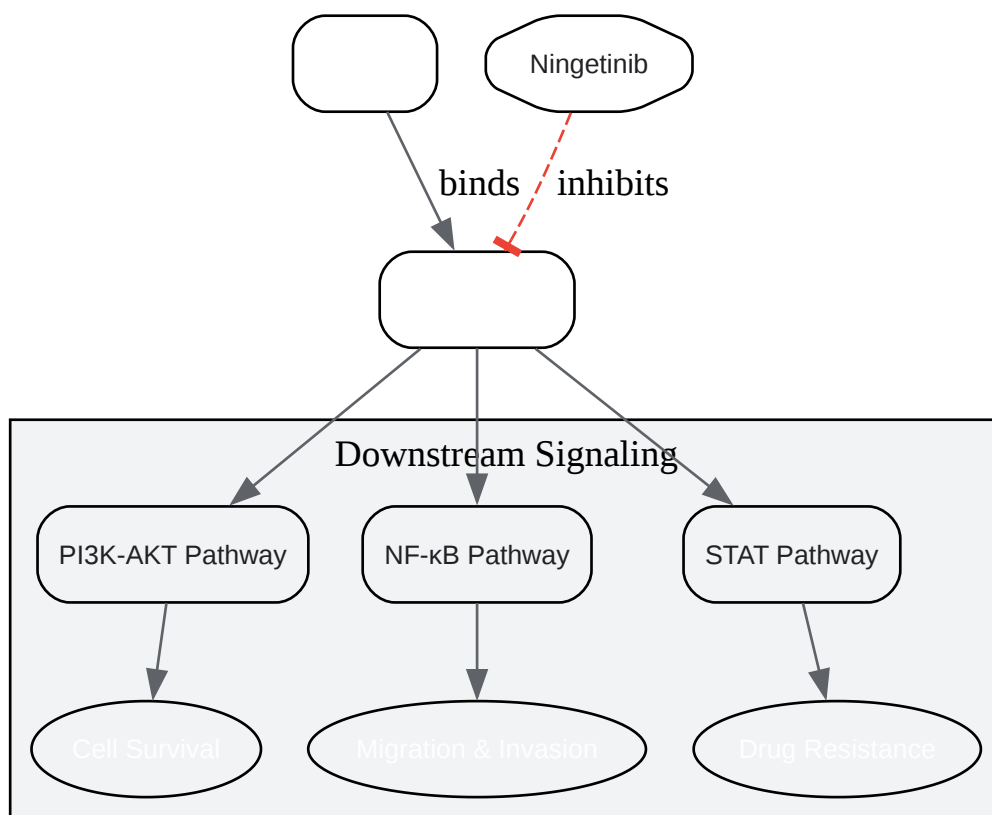 Ningetinib
binds
inhibits
Downstream Signaling
PI3K-AKT Pathway
NF-κB Pathway
STAT Pathway
Cell Survival
Migration & Invasion
Drug Resistance